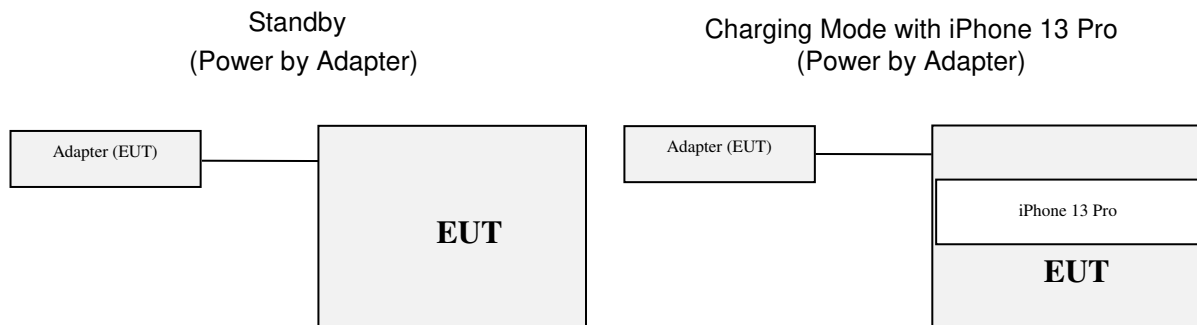 Standby
(Power by Adapter)
Adapter (EUT)
EUT
Charging Mode with iPhone 13 Pro
(Power by Adapter)
Adapter (EUT)
iPhone 13 Pro
EUT